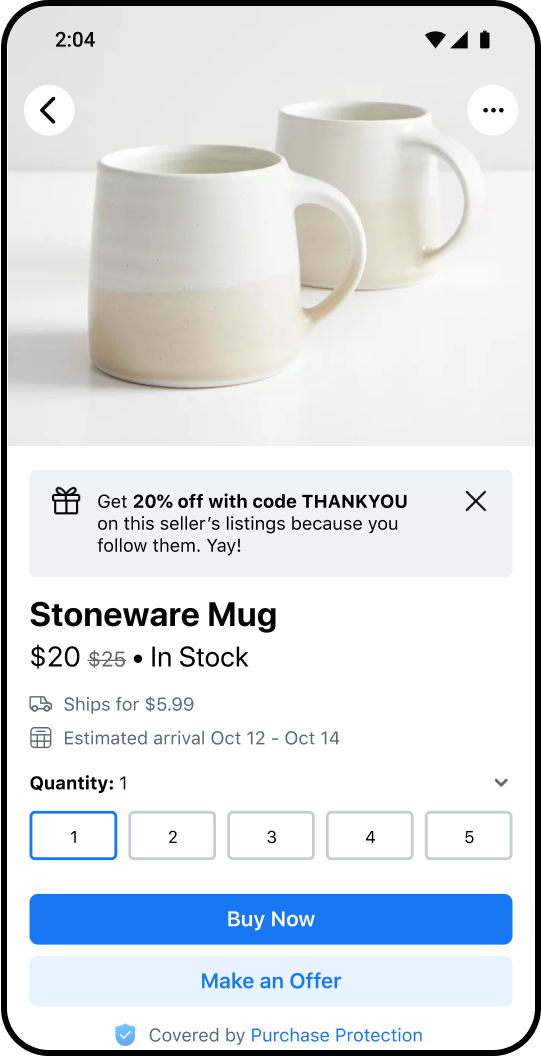 2:04
Get 20% off with code THANKYOU
on this seller’s listings because you
follow them. Yay!
Stoneware Mug
$20 $25 • In Stock
Ships for $5.99
Estimated arrival Oct 12 - Oct 14
Quantity: 1
1 2 3 4 5
Buy Now
Make an Offer
Covered by Purchase Protection